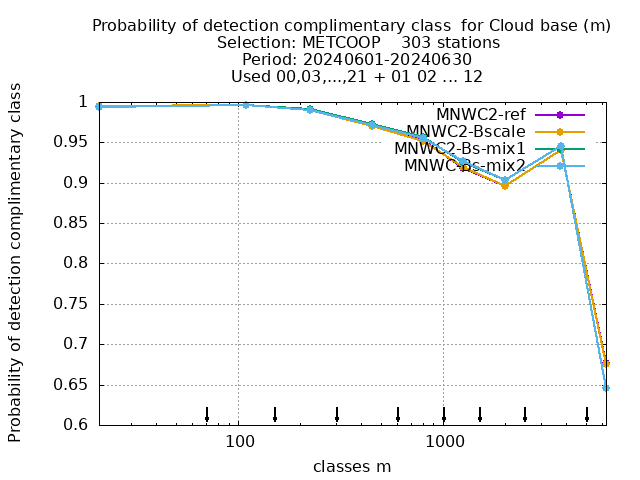 Probability of detection complimentary class  for Cloud base (m)
Selection: METCOOP    303 stations
Period: 20240601-20240630
Used 00,03,...,21 + 01 02 ... 12
Probability of detection complimentary class
1
0.95
0.9
0.85
0.8
0.75
0.7
0.65
0.6
MNWC2-ref
MNWC2-Bscale
MNWC2-Bs-mix1
MNWC-Bs-mix2
100
1000
classes m